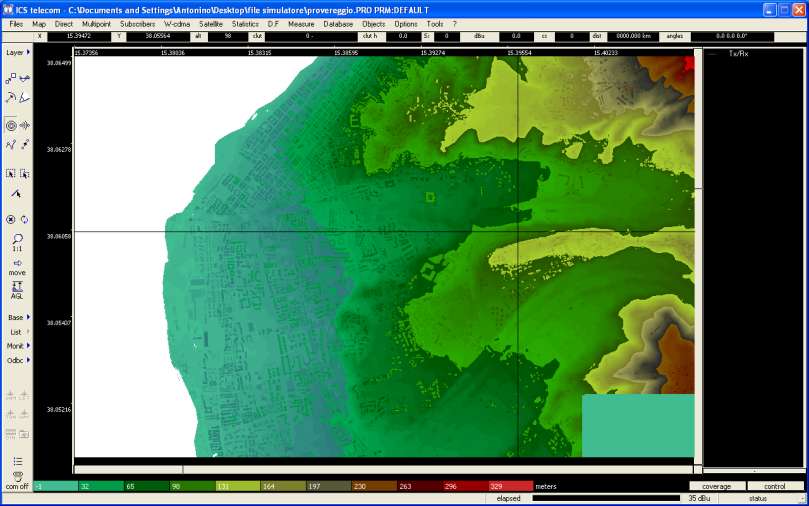 ICS telecom - C:\Documents and Settings\Antonino\Desktop\file simulatore\provereggio.PRO PRM:DEFAULT
Files Map Direct Multipoint Subscribers W-cdma Satellite Statistics D.F Measure Database Objects Options Tools ?
X 15.39472 Y 38.05564 alt 98 clut 0 - clut h 0.0 S: 0 dBu 0.0 cc 0 dist 0000.000 km angles 0.0 0.0 0.0°
Layer
15.37356 15.38036 15.38315 15.38595 15.39274 15.39554 15.40233
Tx/Rx
38.06499
38.06278
38.06058
1:1
move
AGL
Base
38.05437
List
Monit
Odbc
38.05216
com off
-1 32 65 98 131 164 197 230 263 296 329 meters
coverage control
elapsed 35 dBu status